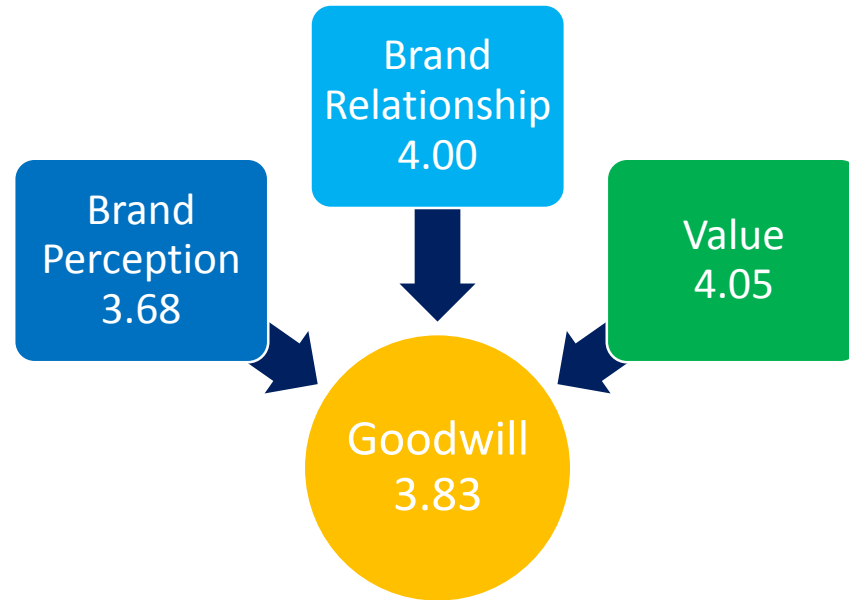 Brand
Relationship
4.00
Brand
Perception
3.68
Value
4.05
Goodwill
3.83